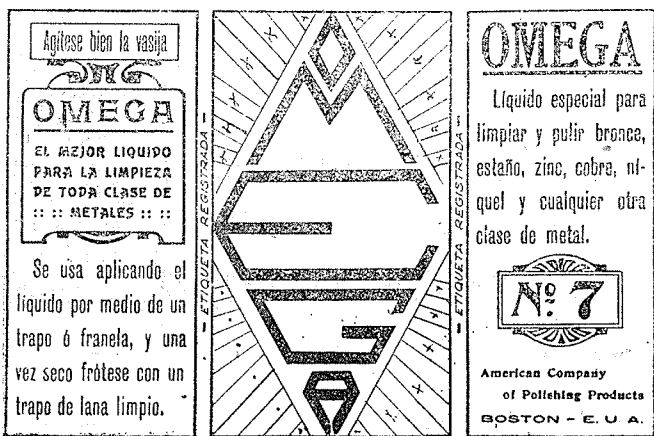 Agítese bien la vasija
OMEGA
EL MEJOR LIQUIDO
PARA LA LIMPIEZA
DE TODA CLASE DE
:: :: METALES :: ::
Se usa aplicando el
líquido por medio de un
trapo ó franela, y una
vez seco frótese con un
trapo de lana limpio.
— ETIQUETA REGISTRADA —
OMEGA
— ETIQUETA REGISTRADA —
OMEGA
Líquido especial para
limpiar y pulir bronce,
estaño, zinc, cobre, ní-
quel y cualquier otra
clase de metal.
Nº 7
American Company
of Polishing Products
BOSTON - E. U. A.